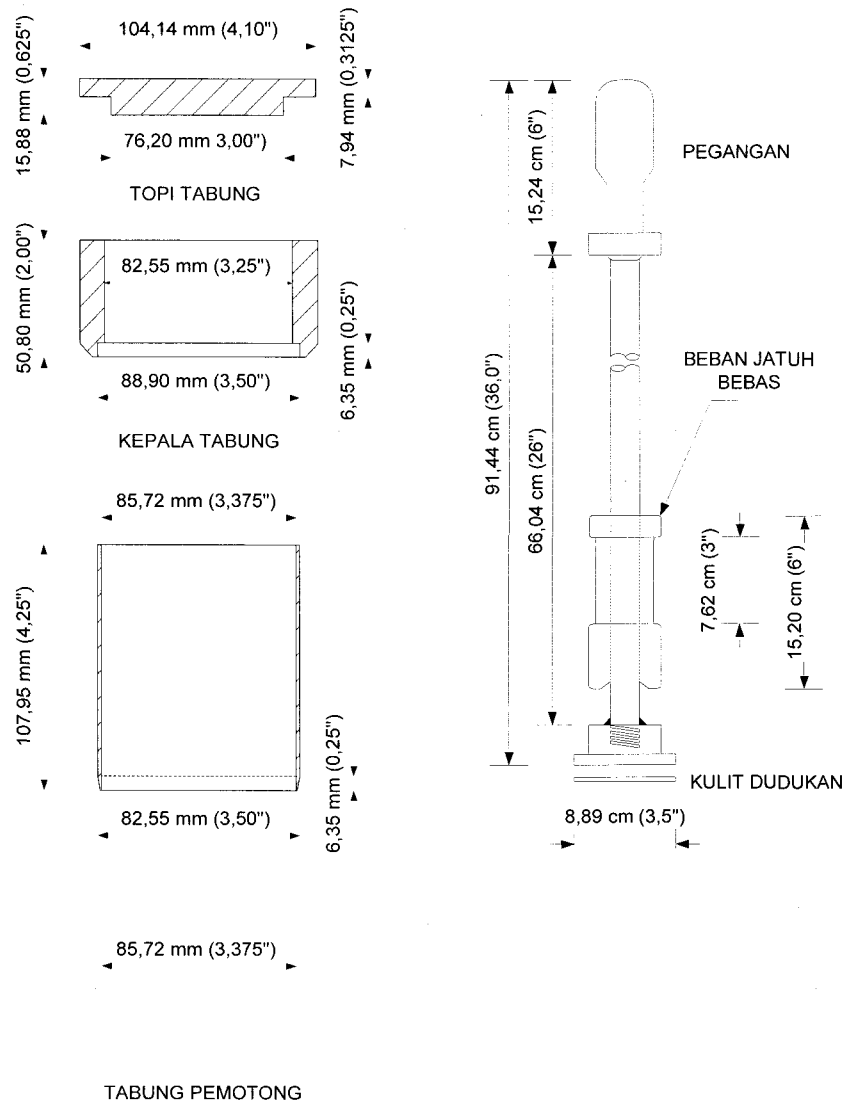 104,14 mm (4,10")
15,88 mm (0,625")
7,94 mm (0,3125")
76,20 mm 3,00")
TOPI TABUNG
50,80 mm (2,00")
82,55 mm (3,25")
6,35 mm (0,25")
88,90 mm (3,50")
KEPALA TABUNG
85,72 mm (3,375")
107,95 mm (4,25")
6,35 mm (0,25")
82,55 mm (3,50")
85,72 mm (3,375")
TABUNG PEMOTONG
15,24 cm (6")
PEGANGAN
91,44 cm (36,0")
66,04 cm (26")
BEBAN JATUH
BEBAS
7,62 cm (3")
15,20 cm (6")
KULIT DUDUKAN
8,89 cm (3,5")